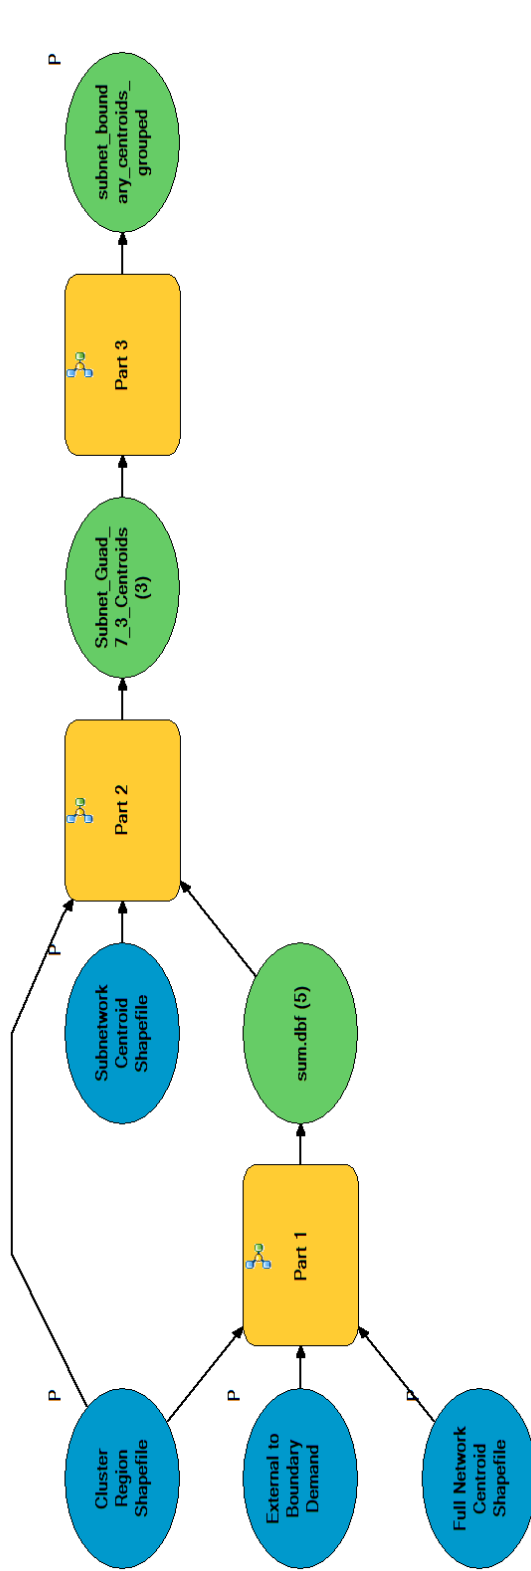 P
Cluster
Region
Shapefile
P
External to
Boundary
Demand
P
Full Network
Centroid
Shapefile
Part 1
P
Subnetwork
Centroid
Shapefile
sum.dbf (5)
Part 2
Subnet_Guad_
7_3_Centroids
(3)
Part 3
P
subnet_bound
ary_centroids_
grouped